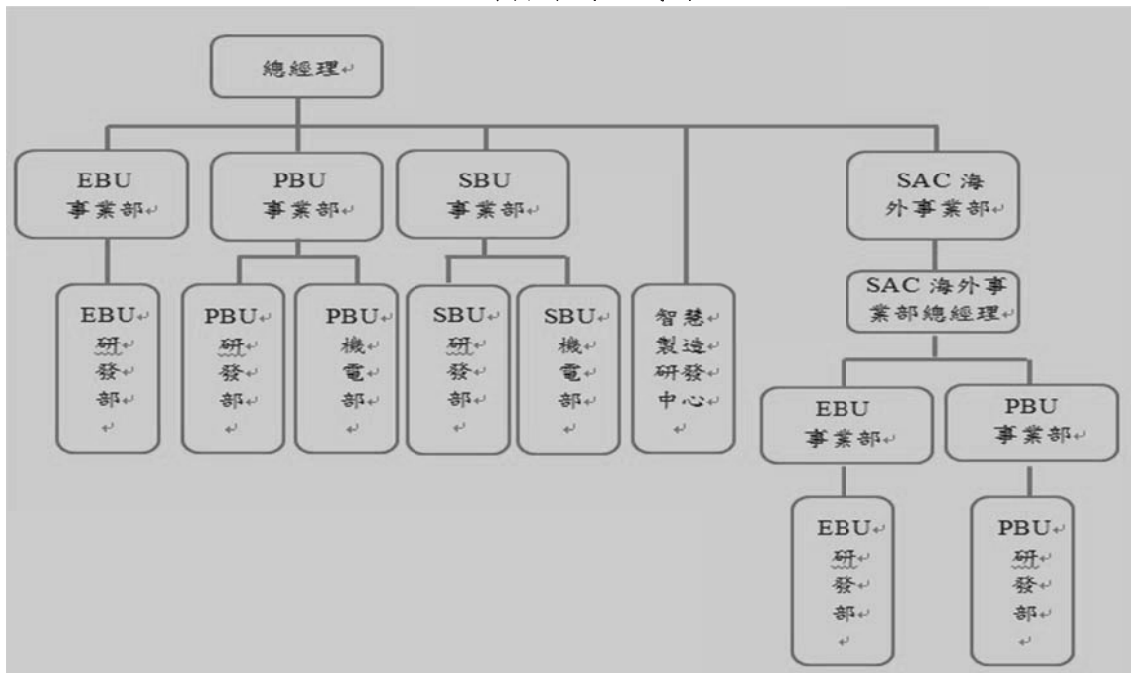 總經理
EBU
事業部
PBU
事業部
SBU
事業部
SAC 海
外事業部
SAC 海外事
業部總經理
EBU
研
發
部
PBU
研
發
部
PBU
機
電
部
SBU
研
發
部
SBU
機
電
部
智慧
製造
研發
中心
EBU
事業部
PBU
事業部
EBU
研
發
部
PBU
研
發
部